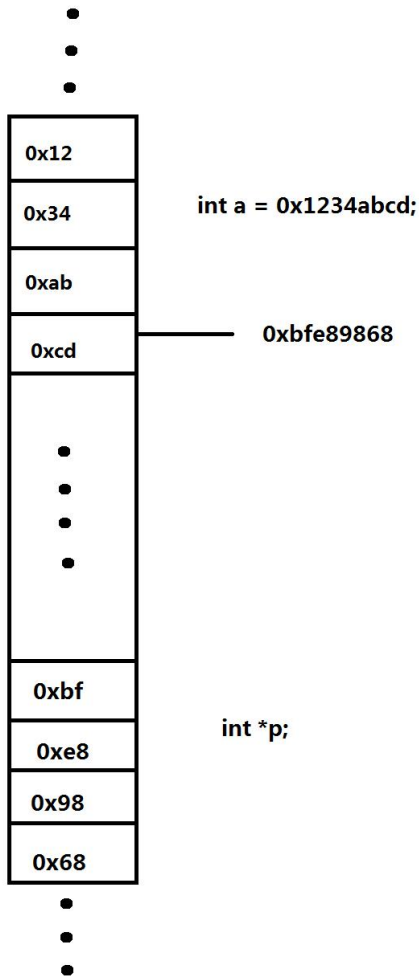 0x12
int a = 0x1234abcd;
0x34
0xab
0xcd
0xbfe89868
0xbf
int *p;
0xe8
0x98
0x68